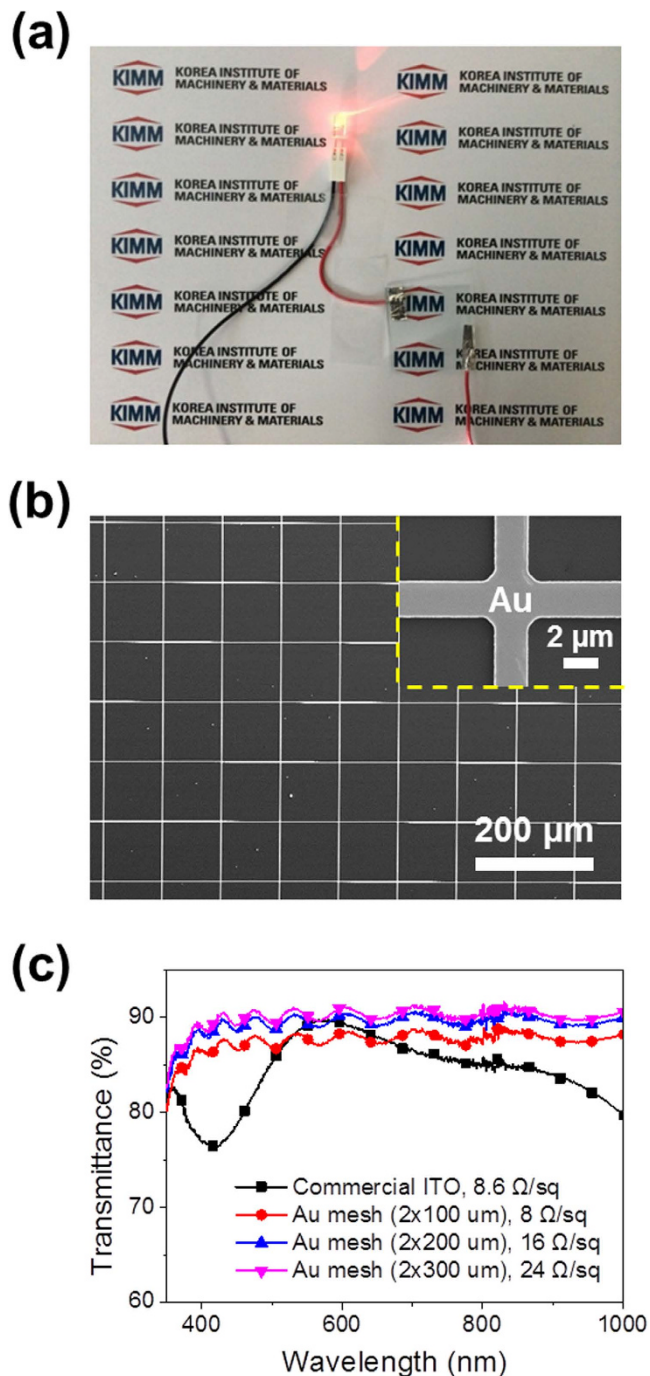 (a)
KIMM KOREA INSTITUTE OF
MACHINERY & MATERIALS
KIMM KOREA INSTITUTE OF
MACHINERY & MATERIALS
KIMM KOREA INSTITUTE OF
MACHINERY & MATERIALS
KIMM KOREA INSTITUTE OF
MACHINERY & MATERIALS
KIMM KOREA INSTITUTE OF
MACHINERY & MATERIALS
KIMM KOREA INSTITUTE OF
MACHINERY & MATERIALS
KIMM KOREA INSTITUTE OF
MACHINERY & MATERIALS
KIMM KOREA INSTITUTE OF
MACHINERY & MATERIALS
KIMM KOREA INSTITUTE OF
MACHINERY & MATERIALS
KIMM KOREA INSTITUTE OF
MACHINERY & MATERIALS
KIMM KOREA INSTITUTE OF
MACHINERY & MATERIALS
KIMM KOREA INSTITUTE OF
MACHINERY & MATERIALS
KIMM KOREA INSTITUTE OF
MACHINERY & MATERIALS
KIMM KOREA INSTITUTE OF
MACHINERY & MATERIALS
(b)
Au
2 µm
200 µm
(c)
Transmittance (%)
90
80
70
60
Commercial ITO, 8.6 Ω/sq
Au mesh (2x100 um), 8 Ω/sq
Au mesh (2x200 um), 16 Ω/sq
Au mesh (2x300 um), 24 Ω/sq
400 600 800 1000
Wavelength (nm)